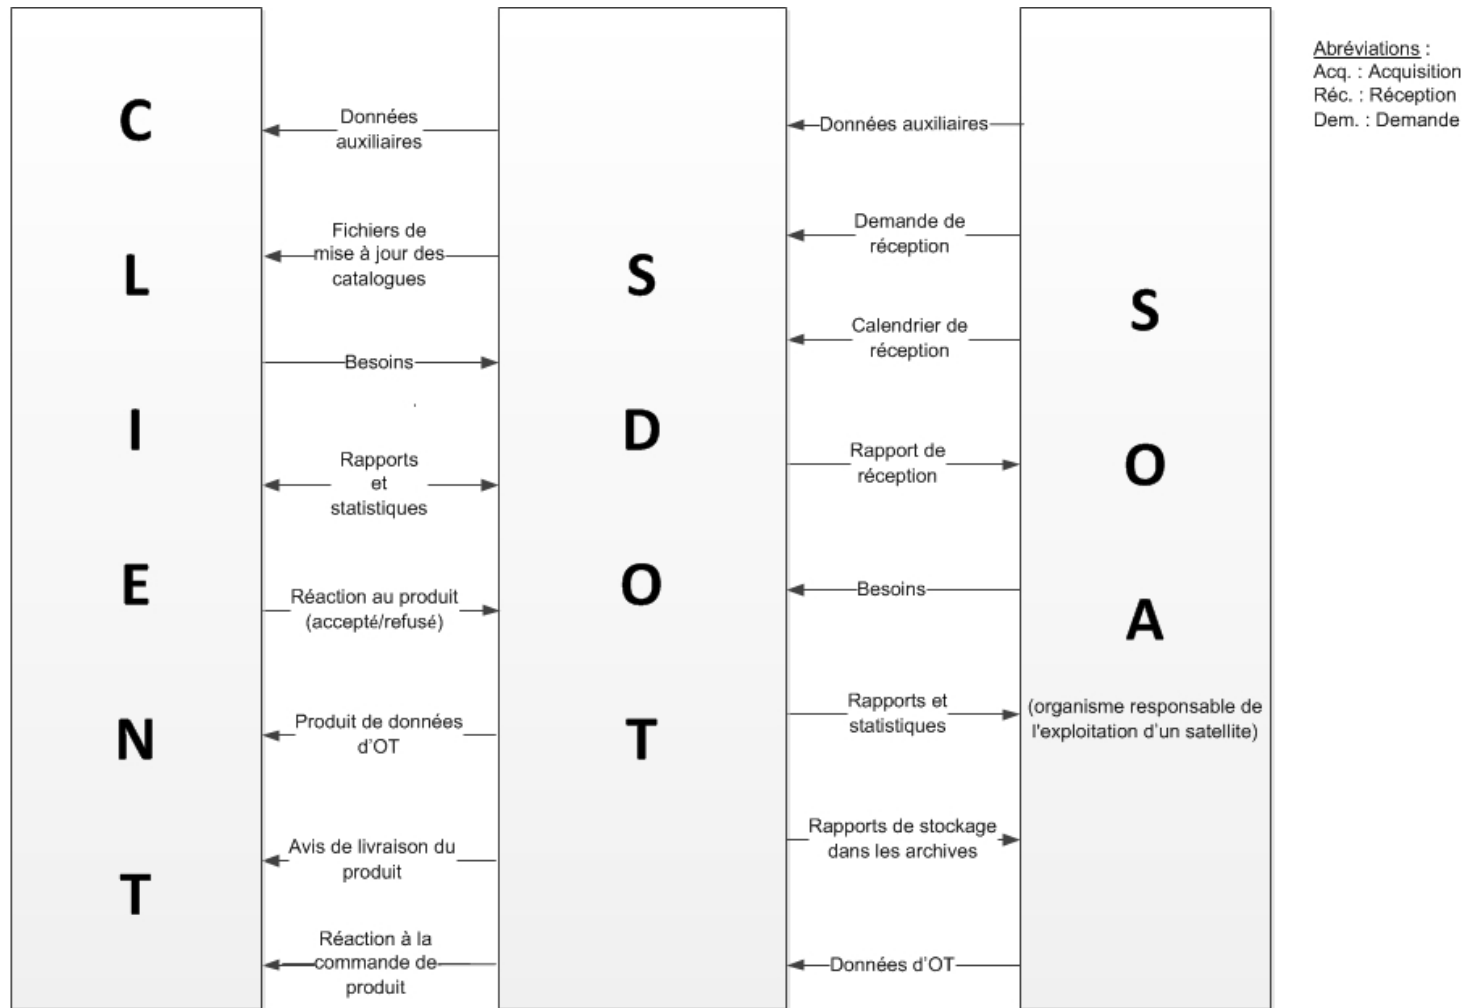 CLIENT
Données
auxiliaires
Fichiers de
mise à jour des
catalogues
Besoins
Rapports
et
statistiques
Réaction au produit
(accepté/refusé)
Produit de données
d'OT
Avis de livraison du
produit
Réaction à la
commande de
produit
SDOT
Données auxiliaires
Demande de
réception
Calendrier de
réception
Rapport de
réception
Besoins
Rapports et
statistiques
Rapports de stockage
dans les archives
Données d'OT
SOA
(organisme responsable de
l'exploitation d'un satellite)
Abréviations :
Acq. : Acquisition
Réc. : Réception
Dem. : Demande